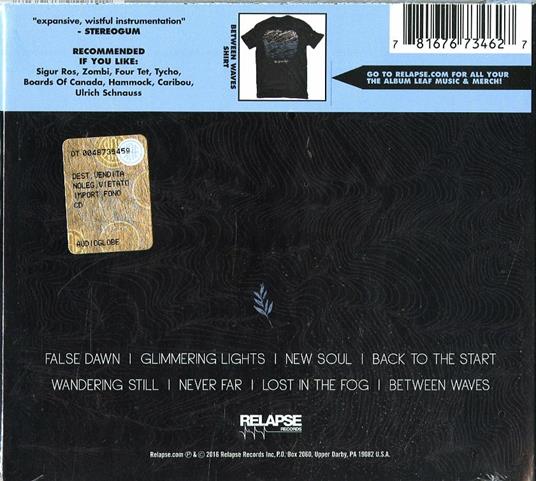 "expansive, wistful instrumentation"
- STEREOGUM
RECOMMENDED
IF YOU LIKE:
Sigur Ros, Zombi, Four Tet, Tycho,
Boards Of Canada, Hammock, Caribou,
Ulrich Schnauss
BETWEEN WAVES
SHIRT
7 81676 73462 7
GO TO RELAPSE.COM FOR ALL YOUR
THE ALBUM LEAF MUSIC & MERCH!
DT 0048735459
DEST.VENDITA
NOLEG.VIETATO
IMPORT FONO
CD
AUDIOGLOBE
FALSE DAWN | GLIMMERING LIGHTS | NEW SOUL | BACK TO THE START
WANDERING STILL | NEVER FAR | LOST IN THE FOG | BETWEEN WAVES
RELAPSE
RECORDS
Relapse.com ℗ & © 2016 Relapse Records Inc, P.O. Box 2060, Upper Darby, PA 19082 U.S.A.